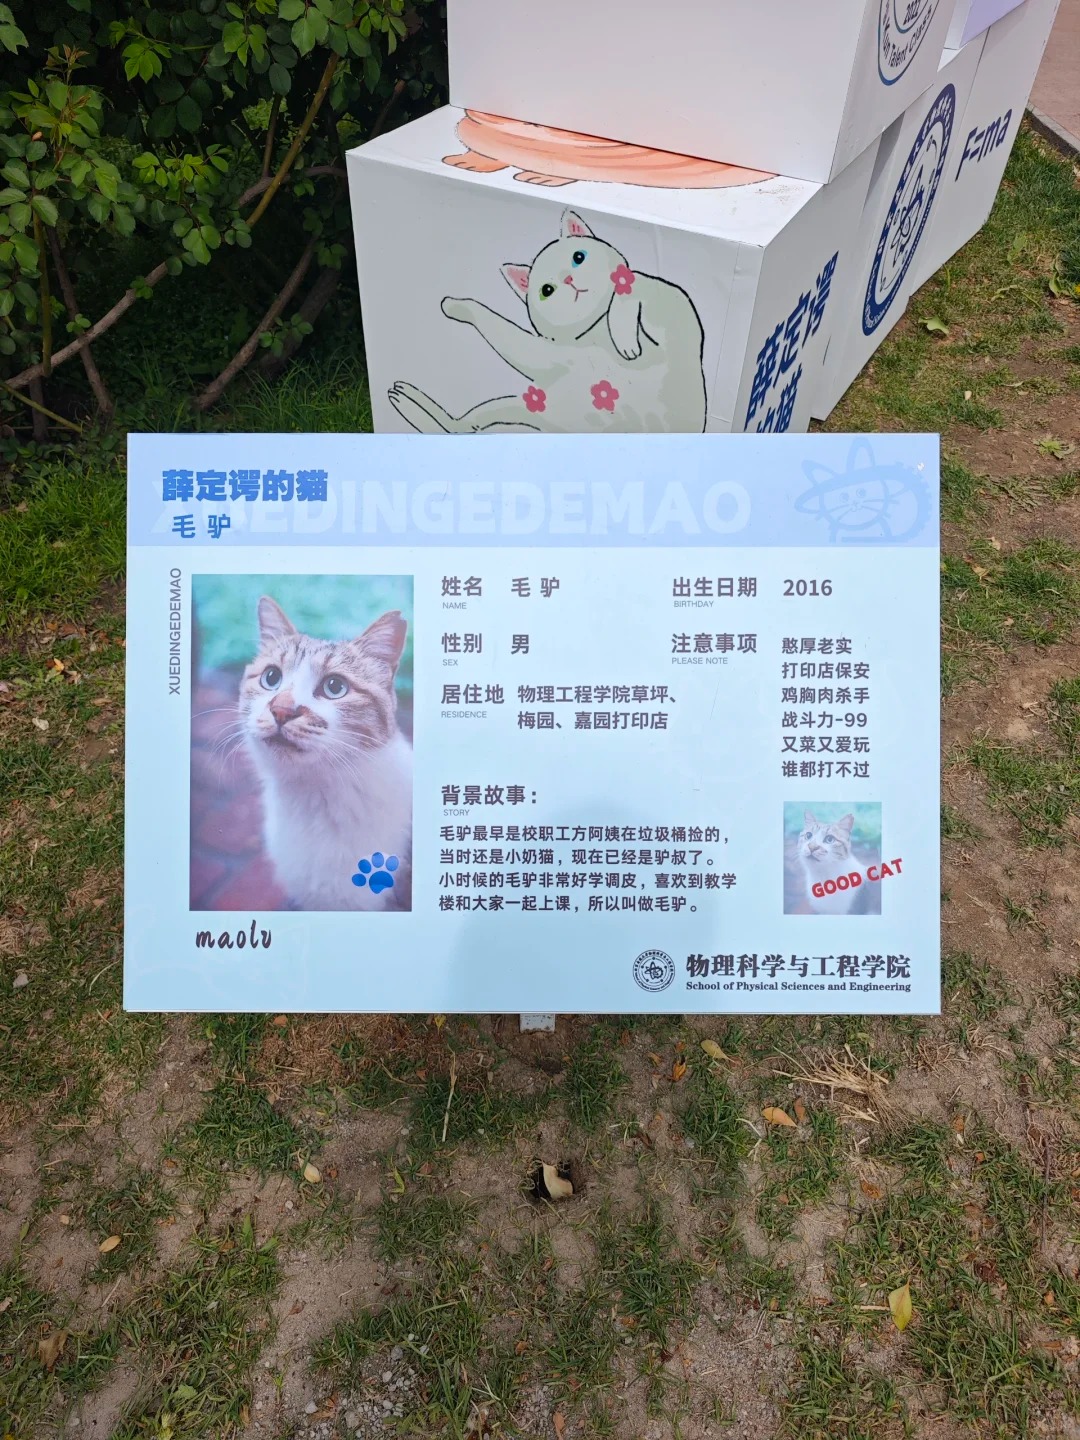 Talent Class
F=ma
薛定谔
的猫
薛定谔的猫
XUEDINGEDEMAO
毛驴
XUEDINGEDEMAO
姓名 毛驴
NAME
出生日期 2016
BIRTHDAY
性别 男
SEX
注意事项
PLEASE NOTE
憨厚老实
打印店保安
鸡胸肉杀手
战斗力-99
又菜又爱玩
谁都打不过
居住地 物理工程学院草坪、
RESIDENCE
梅园、嘉园打印店
背景故事：
STORY
毛驴最早是校职工方阿姨在垃圾桶捡的，
当时还是小奶猫，现在已经是驴叔了。
小时候的毛驴非常好学调皮，喜欢到教学
楼和大家一起上课，所以叫做毛驴。
GOOD CAT
maolv
物理科学与工程学院
School of Physical Sciences and Engineering